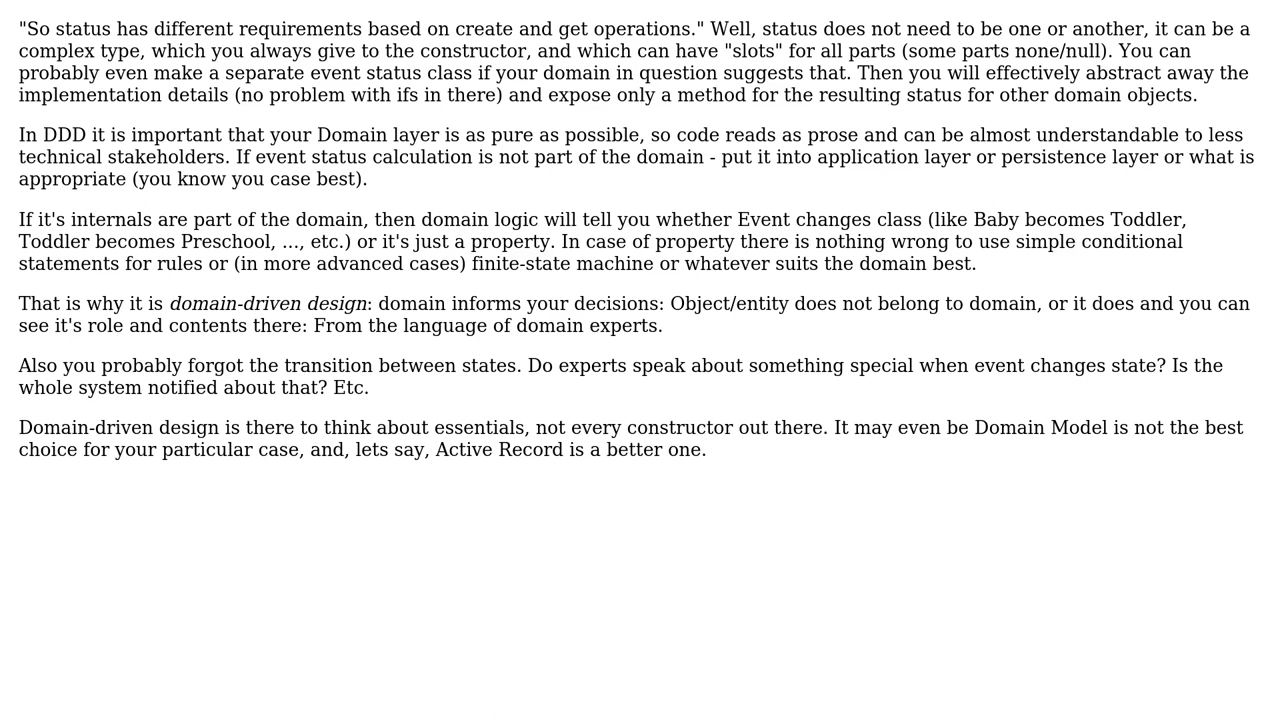 "So status has different requirements based on create and get operations." Well, status does not need to be one or another, it can be a
complex type, which you always give to the constructor, and which can have "slots" for all parts (some parts none/null). You can
probably even make a separate event status class if your domain in question suggests that. Then you will effectively abstract away the
implementation details (no problem with ifs in there) and expose only a method for the resulting status for other domain objects.
In DDD it is important that your Domain layer is as pure as possible, so code reads as prose and can be almost understandable to less
technical stakeholders. If event status calculation is not part of the domain - put it into application layer or persistence layer or what is
appropriate (you know you case best).
If it's internals are part of the domain, then domain logic will tell you whether Event changes class (like Baby becomes Toddler,
Toddler becomes Preschool, ..., etc.) or it's just a property. In case of property there is nothing wrong to use simple conditional
statements for rules or (in more advanced cases) finite-state machine or whatever suits the domain best.
That is why it is domain-driven design: domain informs your decisions: Object/entity does not belong to domain, or it does and you can
see it's role and contents there: From the language of domain experts.
Also you probably forgot the transition between states. Do experts speak about something special when event changes state? Is the
whole system notified about that? Etc.
Domain-driven design is there to think about essentials, not every constructor out there. It may even be Domain Model is not the best
choice for your particular case, and, lets say, Active Record is a better one.